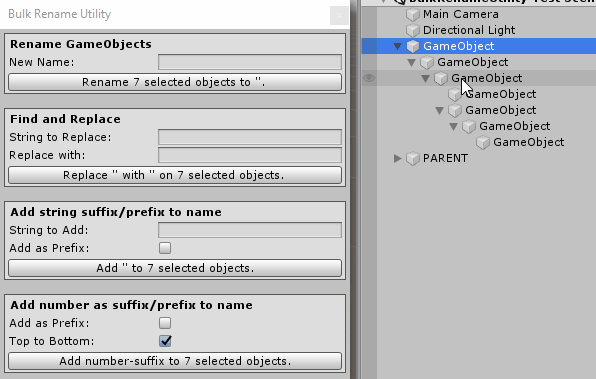 Bulk Rename Utility
Rename GameObjects
New Name:
Rename 7 selected objects to ''.
Find and Replace
String to Replace:
Replace with:
Replace '' with '' on 7 selected objects.
Add string suffix/prefix to name
String to Add:
Add as Prefix:
Add '' to 7 selected objects.
Add number as suffix/prefix to name
Add as Prefix:
Top to Bottom:
Add number-suffix to 7 selected objects.
Main Camera
Directional Light
GameObject
GameObject
GameObject
GameObject
GameObject
GameObject
GameObject
PARENT